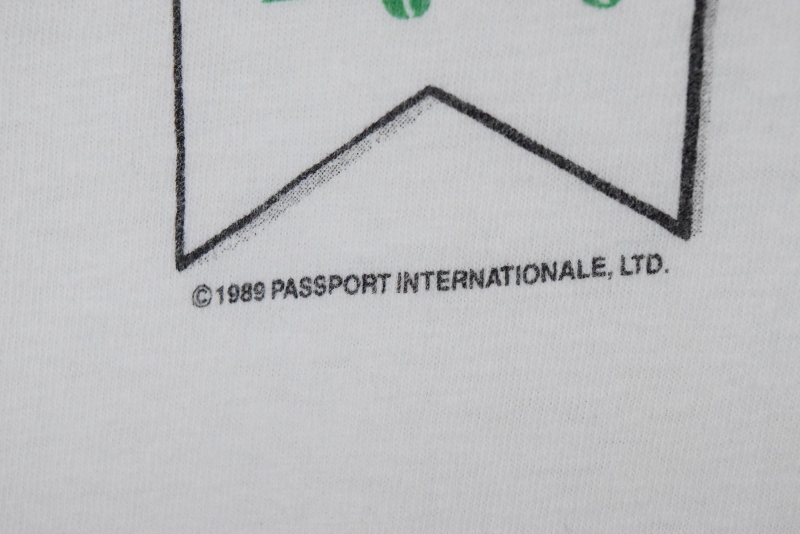 ©1989 PASSPORT INTERNATIONALE, LTD.